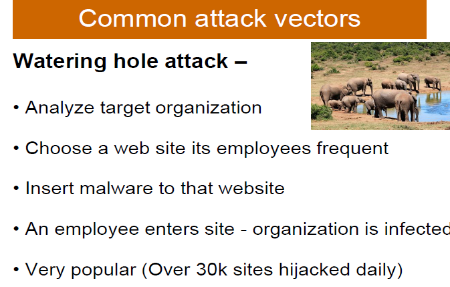 Common attack vectors
Watering hole attack –
• Analyze target organization
• Choose a web site its employees frequent
• Insert malware to that website
• An employee enters site - organization is infected
• Very popular (Over 30k sites hijacked daily)